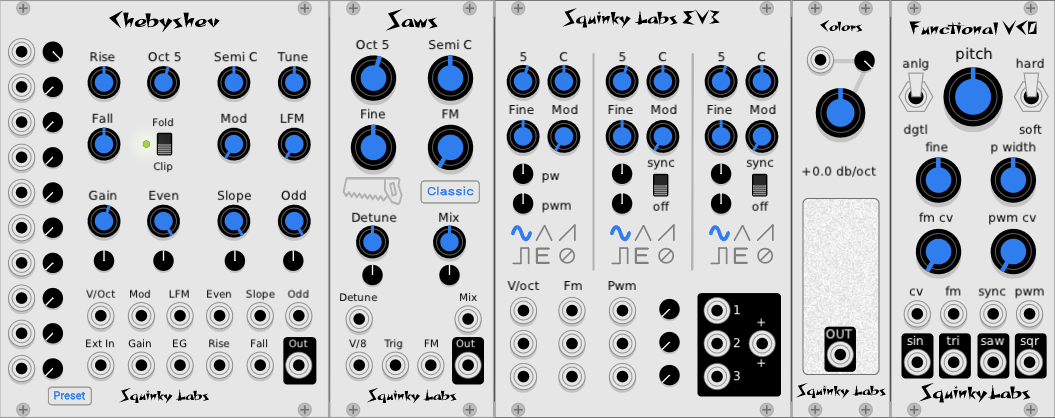 Chebyshev
Rise Oct 5 Semi C Tune
Fall Fold Mod LFM
Clip
Gain Even Slope Odd
V/Oct Mod LFM Even Slope Odd
Ext In Gain EG Rise Fall Out
Preset Squinky Labs
Saws
Oct 5 Semi C
Fine FM
Classic
Detune Mix
Detune Mix
V/8 Trig FM Out
Squinky Labs
Squinky Labs EV3
5 C 5 C 5 C
Fine Mod Fine Mod Fine Mod
pw sync sync
pwm off off
E E E
V/oct Fm Pwm
1
+
2
+
3
Colors
+0.0 db/oct
OUT
Squinky Labs
Functional VCO
anlg pitch hard
dgtl soft
fine p width
fm cv pwm cv
cv fm sync pwm
sin tri saw sqr
Squinky Labs